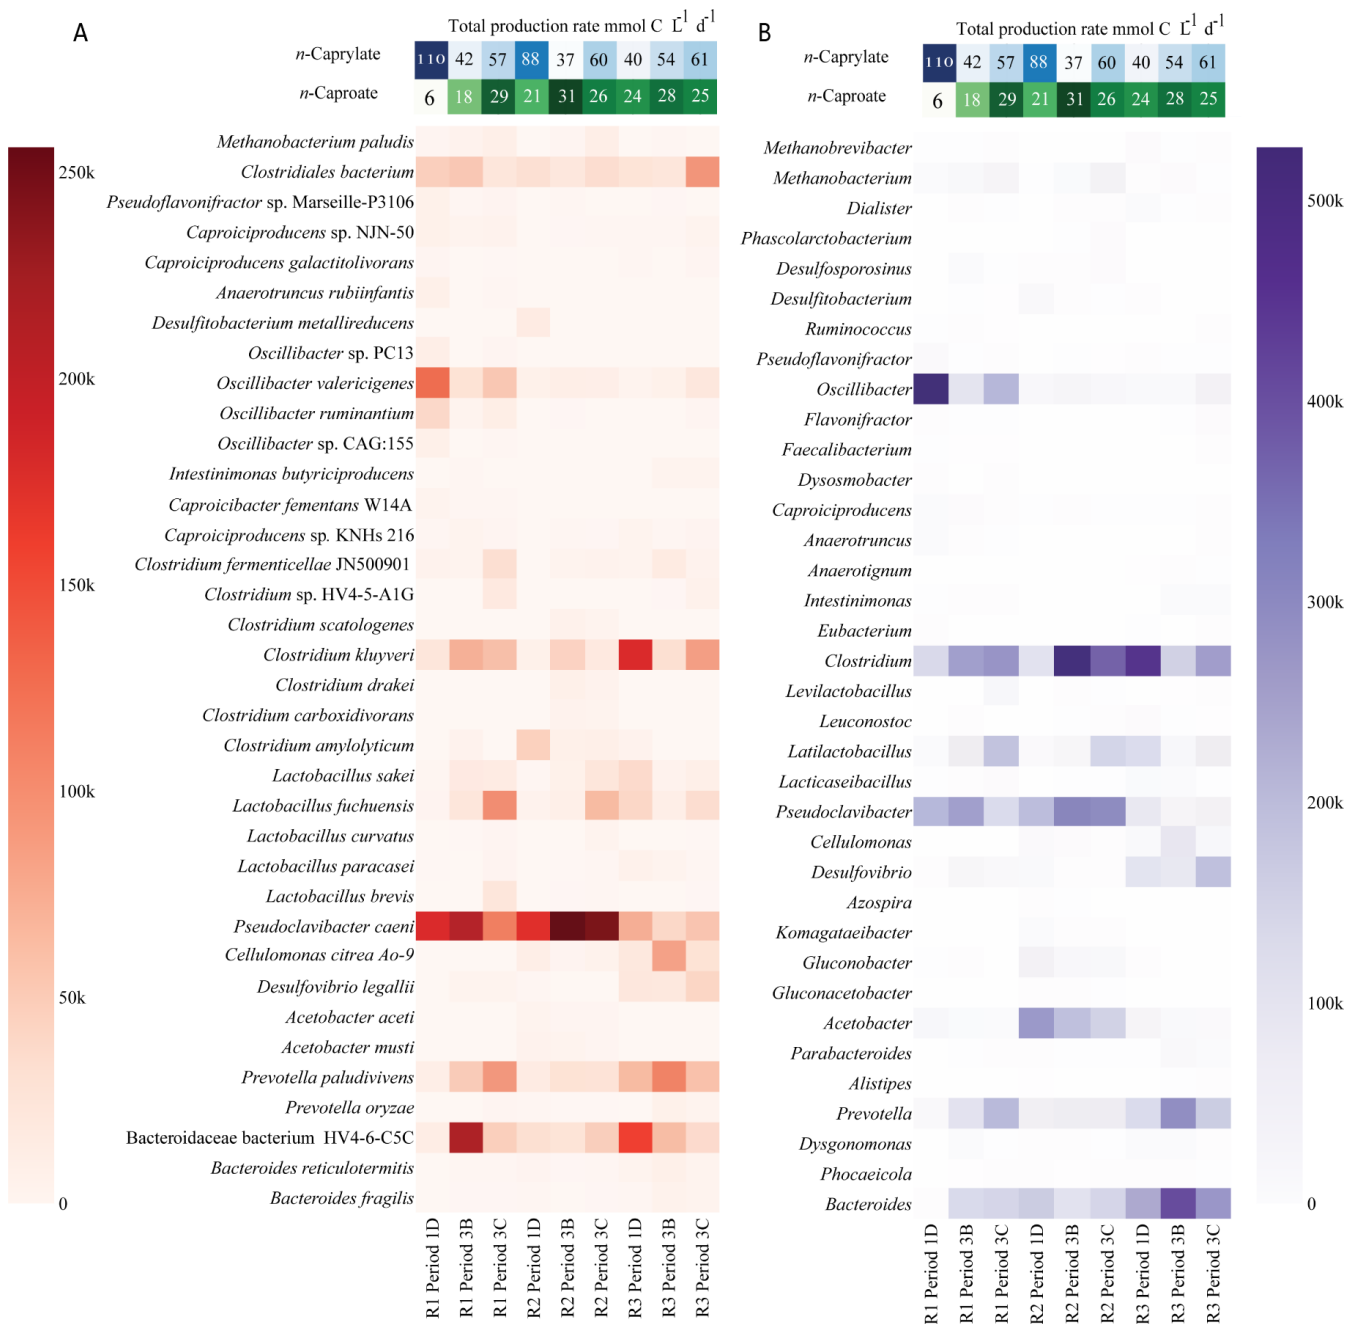 A
Total production rate mmol C L-1 d-1
n-Caprylate 110 42 57 88 37 60 40 54 61
n-Caproate 6 18 29 21 31 26 24 28 25
250k
200k
150k
100k
50k
0
Methanobacterium paludis
Clostridiales bacterium
Pseudoflavonifractor sp. Marseille-P3106
Caproiciproducens sp. NJN-50
Caproiciproducens galactitolivorans
Anaerotruncus rubiinfantis
Desulfitobacterium metallireducens
Oscillibacter sp. PC13
Oscillibacter valericigenes
Oscillibacter ruminantium
Oscillibacter sp. CAG:155
Intestinimonas butyriciproducens
Caproicibacter fementans W14A
Caproiciproducens sp. KNHs 216
Clostridium fermenticellae JN500901
Clostridium sp. HV4-5-A1G
Clostridium scatologenes
Clostridium kluyveri
Clostridium drakei
Clostridium carboxidivorans
Clostridium amylolyticum
Lactobacillus sakei
Lactobacillus fuchuensis
Lactobacillus curvatus
Lactobacillus paracasei
Lactobacillus brevis
Pseudoclavibacter caeni
Cellulomonas citrea Ao-9
Desulfovibrio legallii
Acetobacter aceti
Acetobacter musti
Prevotella paludivivens
Prevotella oryzae
Bacteroidaceae bacterium HV4-6-C5C
Bacteroides reticulotermitis
Bacteroides fragilis
R1 Period 1D
R1 Period 3B
R1 Period 3C
R2 Period 1D
R2 Period 3B
R2 Period 3C
R3 Period 1D
R3 Period 3B
R3 Period 3C
B
Total production rate mmol C L-1 d-1
n-Caprylate 110 42 57 88 37 60 40 54 61
n-Caproate 6 18 29 21 31 26 24 28 25
Methanobrevibacter
Methanobacterium
Dialister
Phascolarctobacterium
Desulfosporosinus
Desulfitobacterium
Ruminococcus
Pseudoflavonifractor
Oscillibacter
Flavonifractor
Faecalibacterium
Dysosmobacter
Caproiciproducens
Anaerotruncus
Anaerotignum
Intestinimonas
Eubacterium
Clostridium
Levilactobacillus
Leuconostoc
Latilactobacillus
Lacticaseibacillus
Pseudoclavibacter
Cellulomonas
Desulfovibrio
Azospira
Komagataeibacter
Gluconobacter
Gluconacetobacter
Acetobacter
Parabacteroides
Alistipes
Prevotella
Dysgonomonas
Phocaeicola
Bacteroides
R1 Period 1D
R1 Period 3B
R1 Period 3C
R2 Period 1D
R2 Period 3B
R2 Period 3C
R3 Period 1D
R3 Period 3B
R3 Period 3C
500k
400k
300k
200k
100k
0